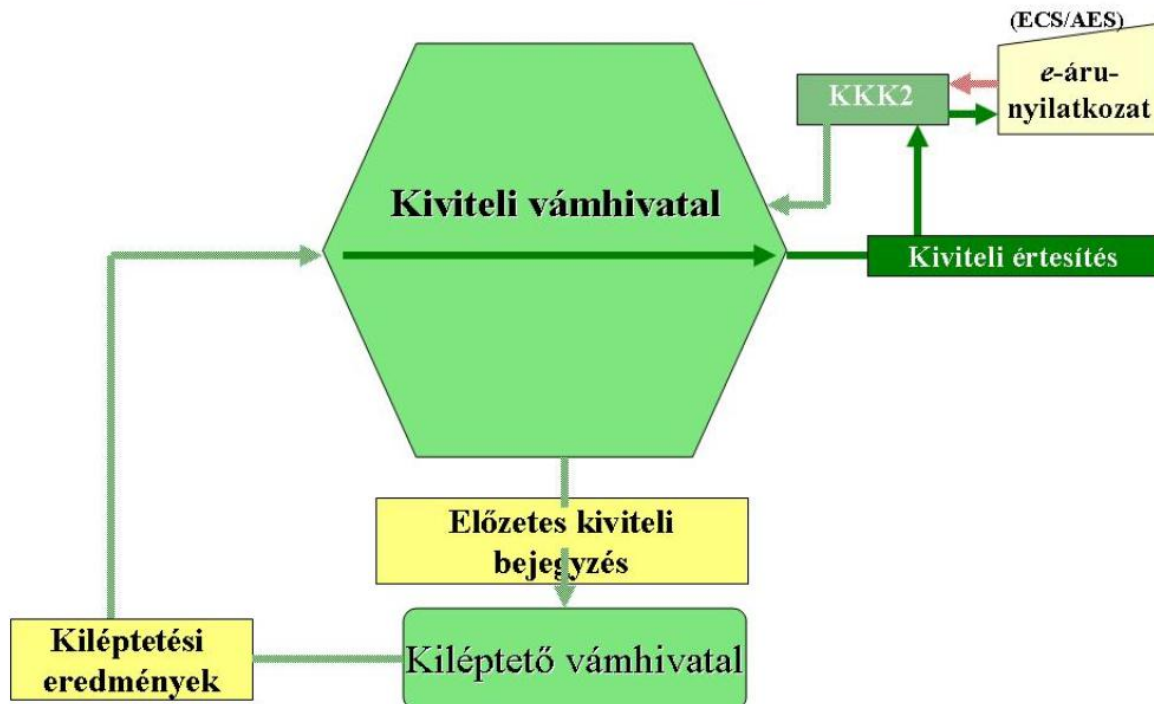 (ECS/AES)
e-áru-
nyilatkozat
KKK2
Kiviteli vámhivatal
Kiviteli értesítés
Előzetes kiviteli
bejegyzés
Kiléptetési
eredmények
Kiléptető vámhivatal